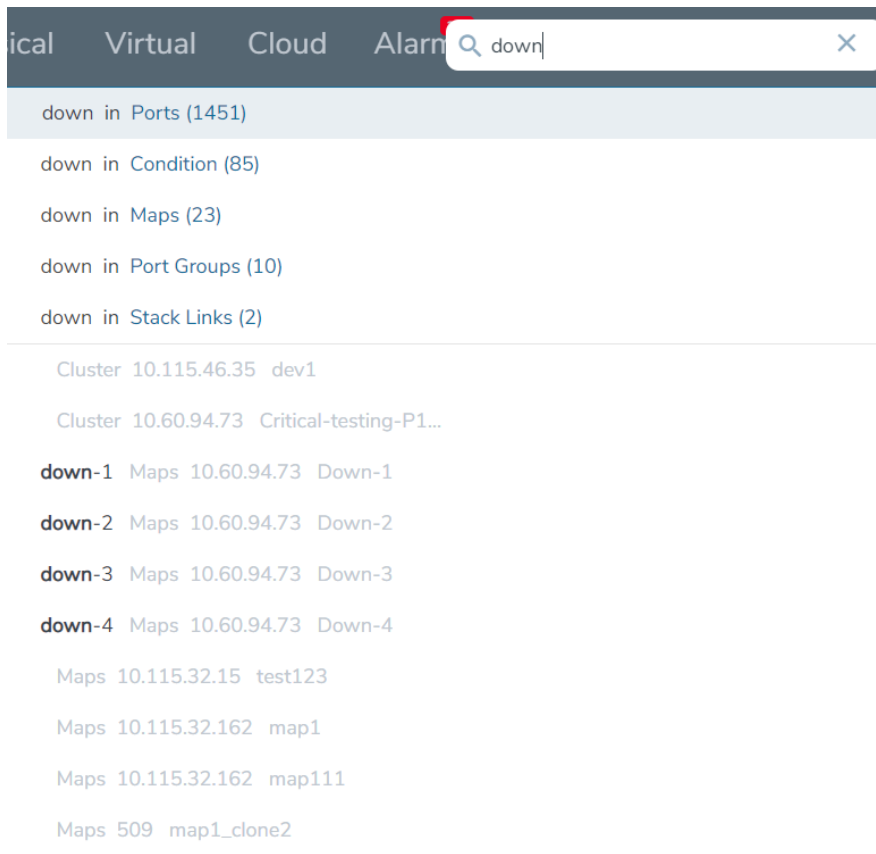 ical Virtual Cloud Alarm down
down in Ports (1451)
down in Condition (85)
down in Maps (23)
down in Port Groups (10)
down in Stack Links (2)
Cluster 10.115.46.35 dev1
Cluster 10.60.94.73 Critical-testing-P1...
down-1 Maps 10.60.94.73 Down-1
down-2 Maps 10.60.94.73 Down-2
down-3 Maps 10.60.94.73 Down-3
down-4 Maps 10.60.94.73 Down-4
Maps 10.115.32.15 test123
Maps 10.115.32.162 map1
Maps 10.115.32.162 map111
Maps 509 map1_clone2